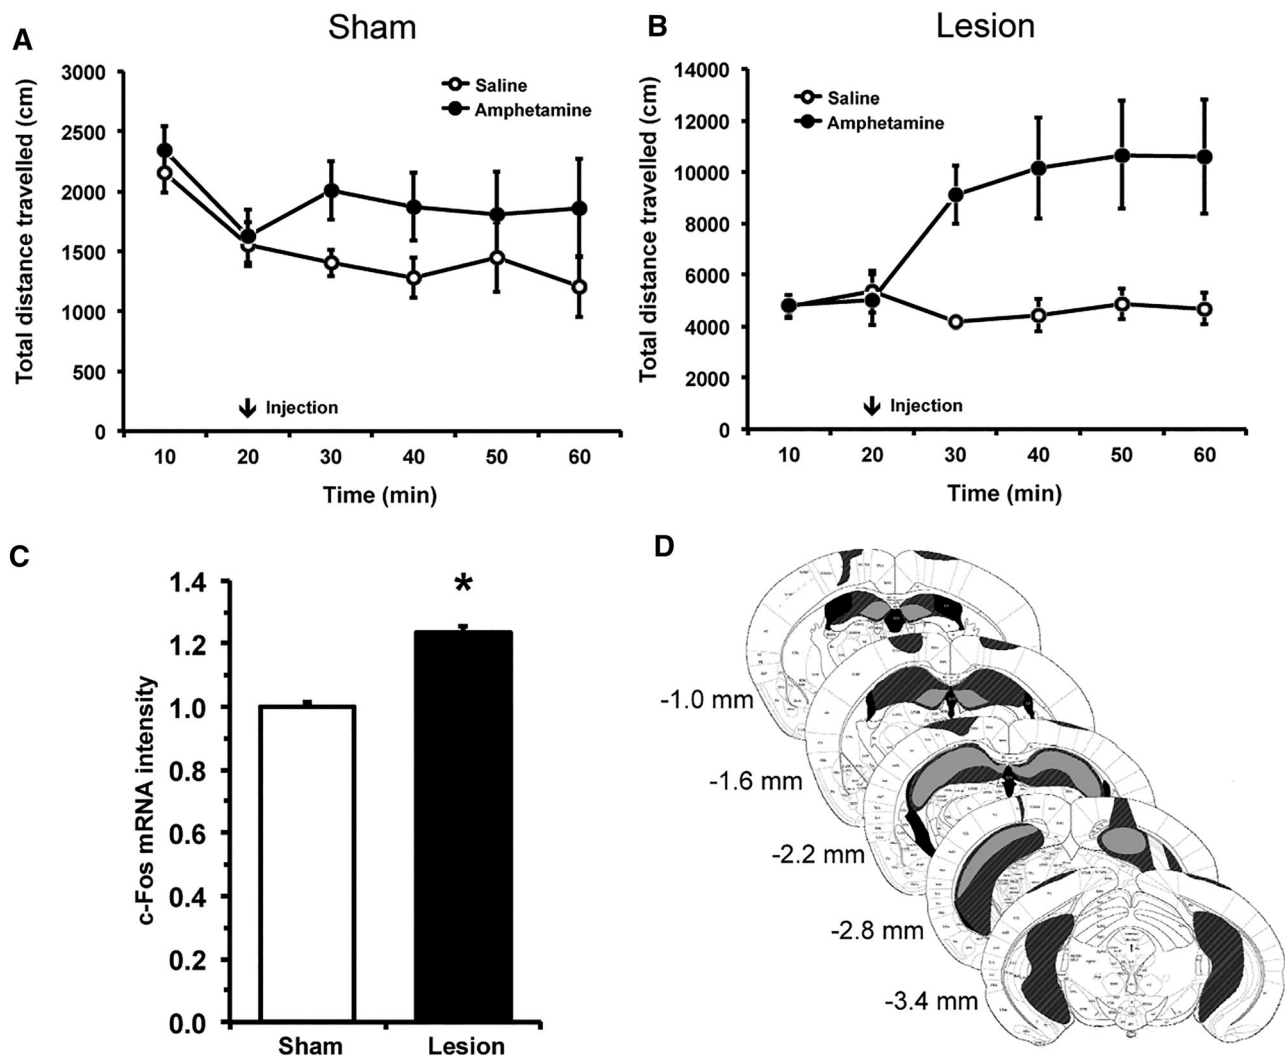 A
Sham
Total distance travelled (cm)
3000
2500
2000
1500
1000
500
0
Saline
Amphetamine
Injection
10 20 30 40 50 60
Time (min)
B
Lesion
Total distance travelled (cm)
14000
12000
10000
8000
6000
4000
2000
0
Saline
Amphetamine
Injection
10 20 30 40 50 60
Time (min)
C
c-Fos mRNA intensity
1.4
1.2
1.0
0.8
0.6
0.4
0.2
0.0
*
Sham Lesion
D
-1.0 mm
-1.6 mm
-2.2 mm
-2.8 mm
-3.4 mm